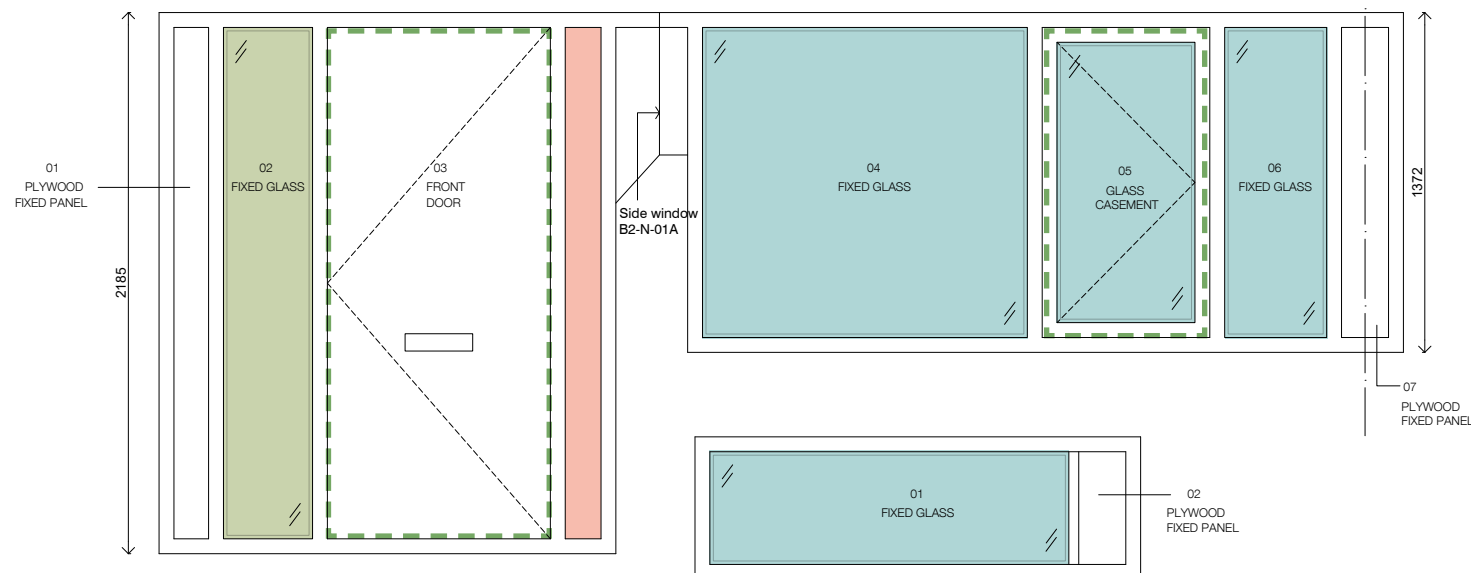 01
PLYWOOD
FIXED PANEL
02
FIXED GLASS
03
FRONT
DOOR
2185
Side window
B2-N-01A
04
FIXED GLASS
05
GLASS
CASEMENT
06
FIXED GLASS
1372
07
PLYWOOD
FIXED PANEL
01
FIXED GLASS
02
PLYWOOD
FIXED PANEL